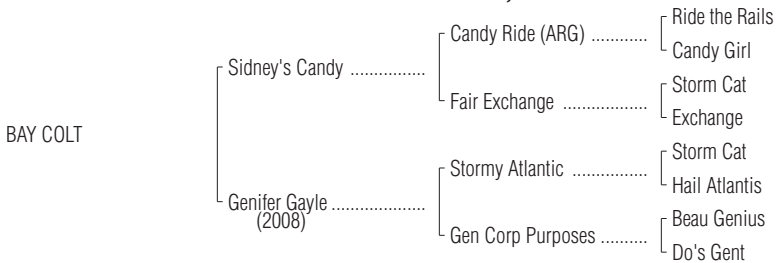 Ride the Rails
Candy Ride (ARG) ............
Candy Girl
Sidney's Candy ................
Storm Cat
Fair Exchange ..................
Exchange
BAY COLT
Storm Cat
Stormy Atlantic ................
Hail Atlantis
Genifer Gayle ....................
(2008)
Beau Genius
Gen Corp Purposes ..........
Do's Gent